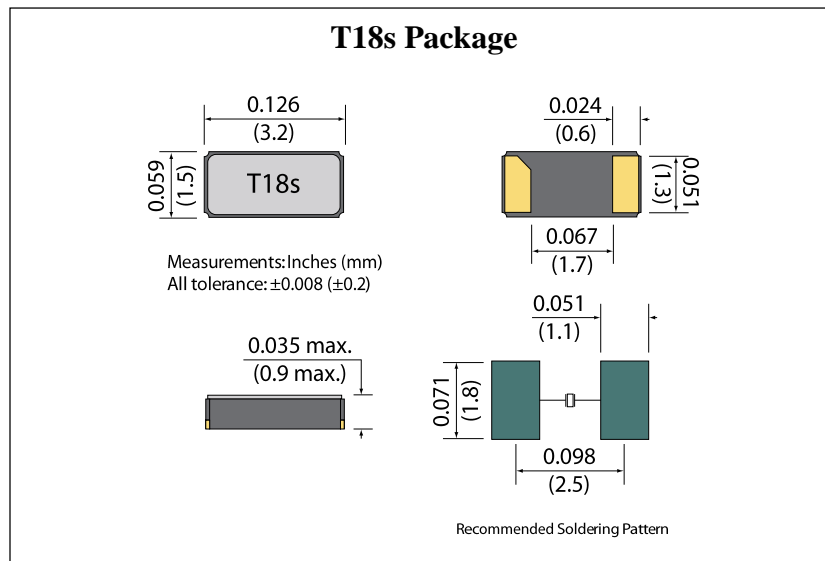 T18s Package
0.126
(3.2)
0.059
(1.5)
T18s
0.024
(0.6)
0.051
(1.3)
0.067
(1.7)
Measurements: Inches (mm)
All tolerance: ±0.008 (±0.2)
0.035 max.
(0.9 max.)
0.051
(1.1)
0.071
(1.8)
0.098
(2.5)
Recommended Soldering Pattern